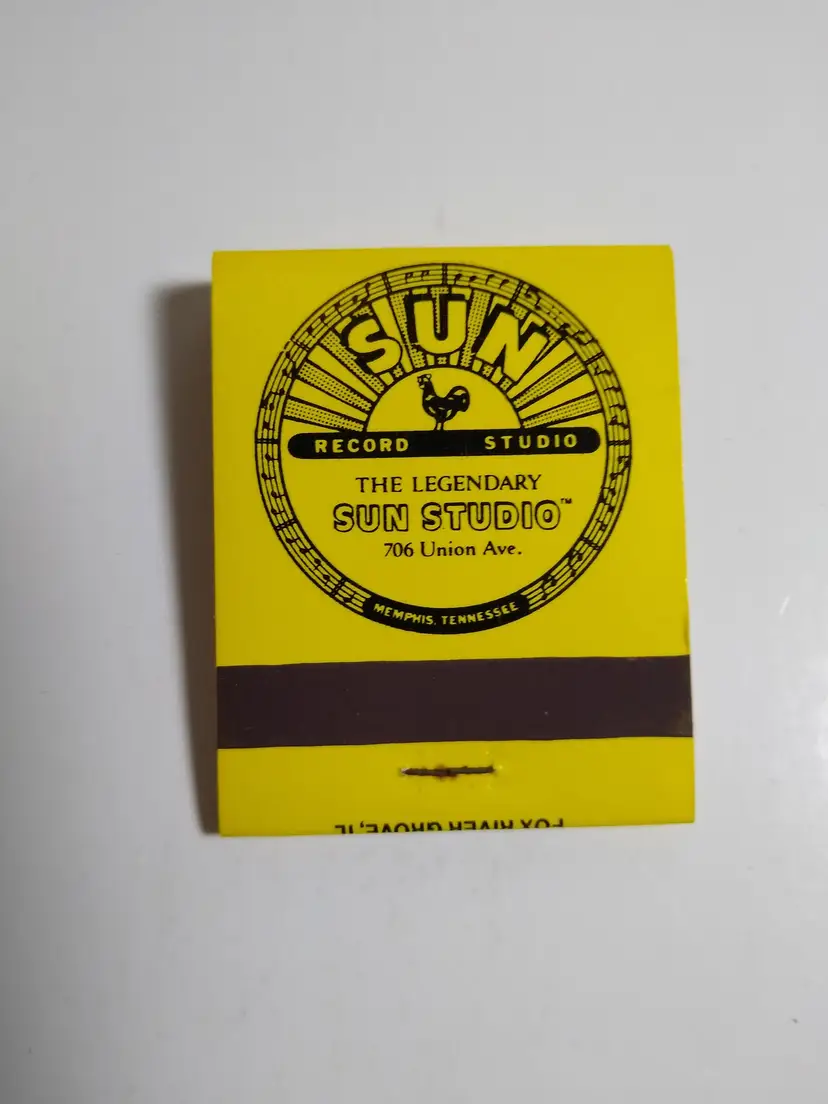 SUN
RECORD STUDIO
THE LEGENDARY
SUN STUDIO™
706 Union Ave.
MEMPHIS, TENNESSEE
FOX RIVER GROVE, IL